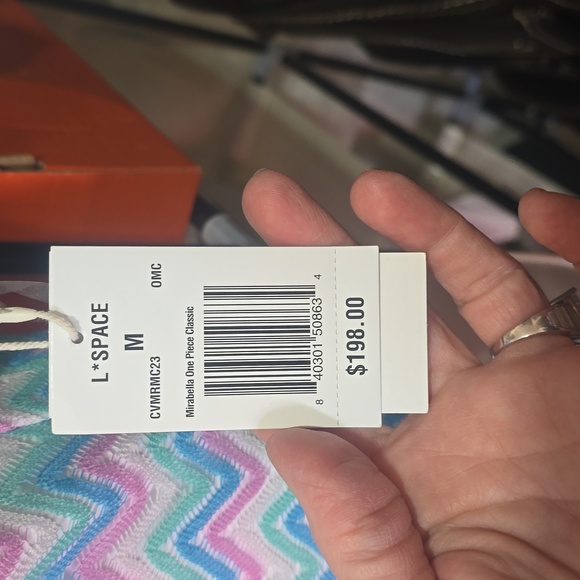 L*SPACE
M
CVMRMC23 OMC
Mirabella One Piece Classic
8 40301 50863 4
$198.00